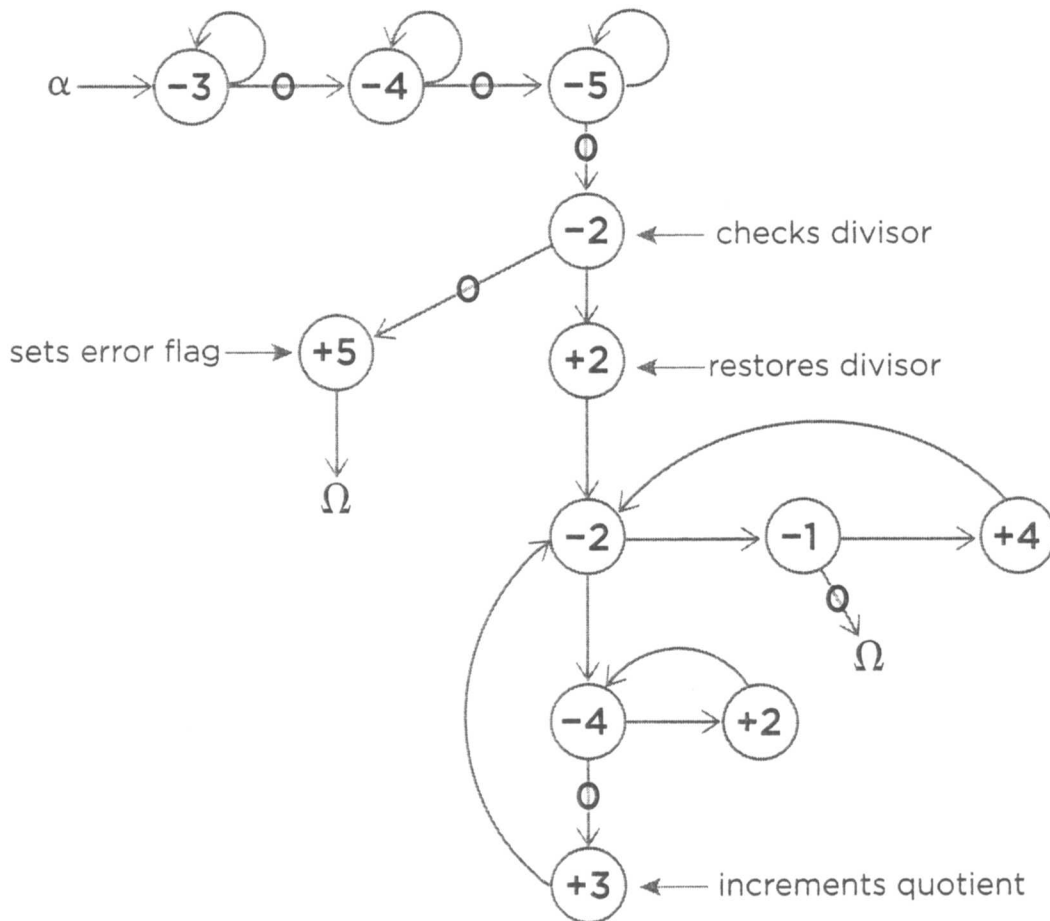 α −3 0 −4 0 −5
0
−2 checks divisor
0
sets error flag +5 +2 restores divisor
Ω
−2 −1 +4
0
Ω
−4 +2
0
+3 increments quotient